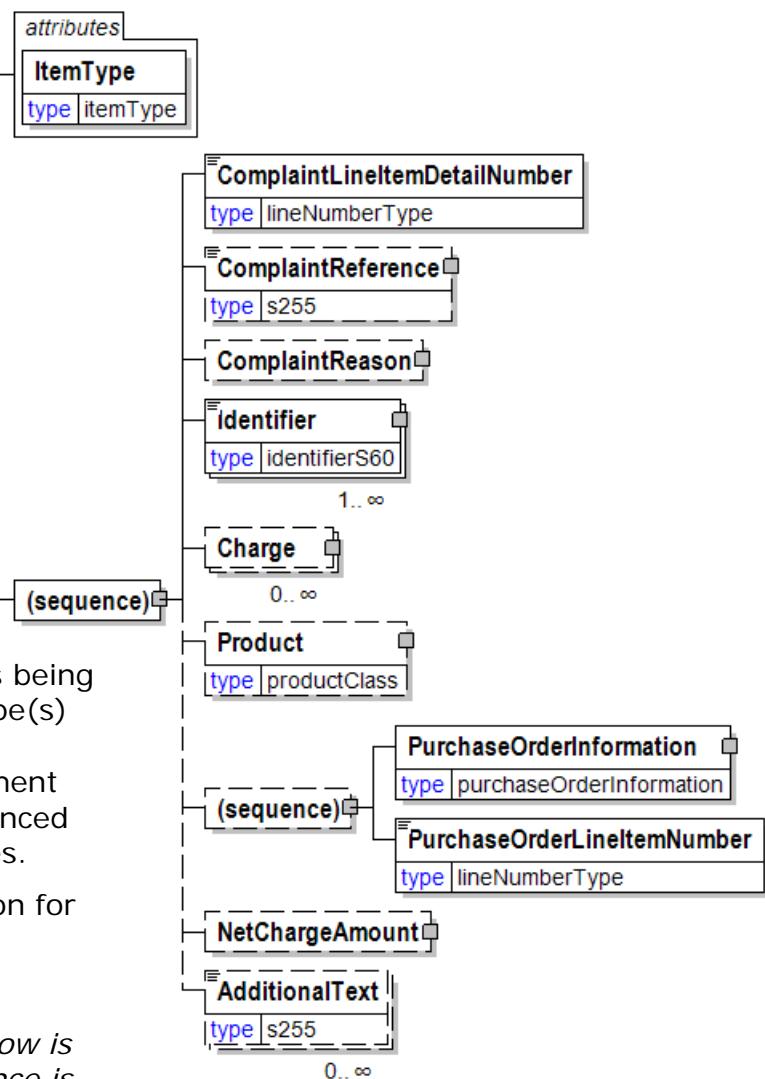 attributes
ItemType
type itemType
ComplaintLineItemDetailNumber
type lineNumberType
ComplaintReference
type s255
ComplaintReason
Identifier
type identifierS60
1.. ∞
Charge
0.. ∞
(sequence)
Product
type productClass
s being
pe(s)
nent
nced
s.
on for
PurchaseOrderInformation
type purchaseOrderInformation
(sequence)
PurchaseOrderLineItemNumber
type lineNumberType
NetChargeAmount
AdditionalText
type s255
0.. ∞
ow is
nce is